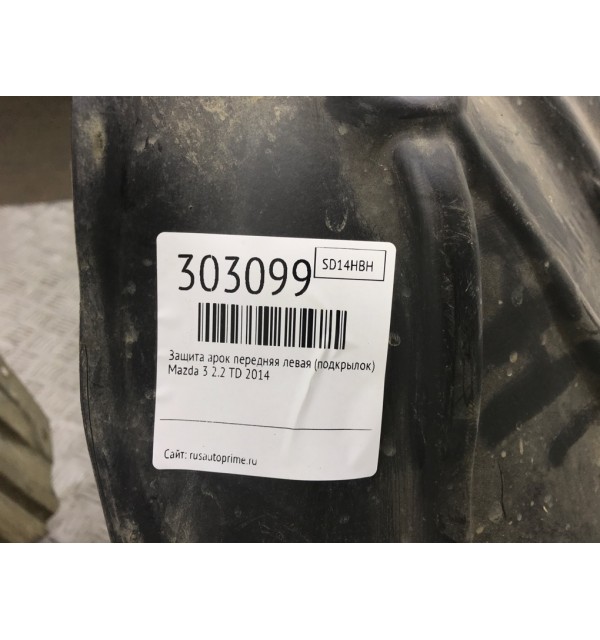 303099
SD14HBH
Защита арок передняя левая (подкрылок)
Mazda 3 2.2 TD 2014
Сайт: rusautoprime.ru